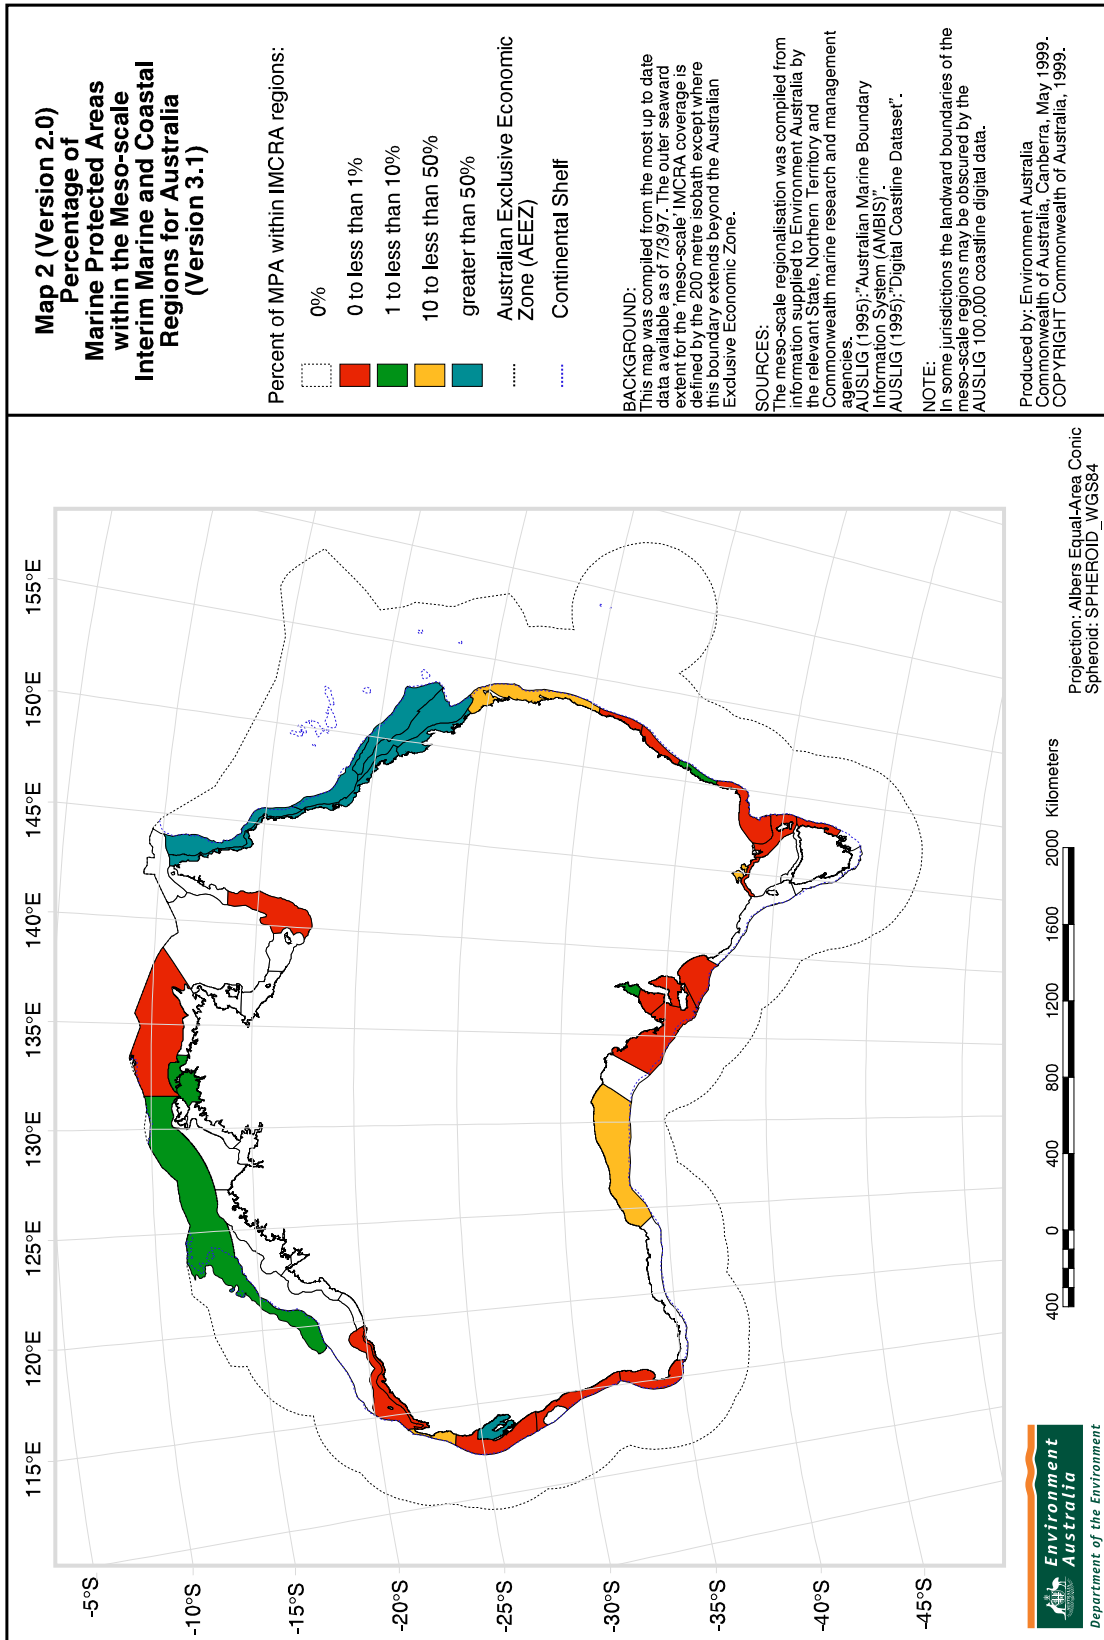 Map 2 (Version 2.0)
Percentage of
Marine Protected Areas
within the Meso-scale
Interim Marine and Coastal
Regions for Australia
(Version 3.1)
Percent of MPA within IMCRA regions:
0%
0 to less than 1%
1 to less than 10%
10 to less than 50%
greater than 50%
Australian Exclusive Economic
Zone (AEEZ)
Continental Shelf
BACKGROUND:
This map was compiled from the most up to date
data available as of 7/3/97. The outer seaward
extent for the 'meso-scale' IMCRA coverage is
defined by the 200 metre isobath except where
this boundary extends beyond the Australian
Exclusive Economic Zone.
SOURCES:
The meso-scale regionalisation was compiled from
information supplied to Environment Australia by
the relevant State, Northern Territory and
Commonwealth marine research and management
agencies.
AUSLIG (1995):"Australian Marine Boundary
Information System (AMBIS)".
AUSLIG (1995):"Digital Coastline Dataset".
NOTE:
In some jurisdictions the landward boundaries of the
meso-scale regions may be obscured by the
AUSLIG 100,000 coastline digital data.
Produced by: Environment Australia
Commonwealth of Australia, Canberra, May 1999.
COPYRIGHT Commonwealth of Australia, 1999.
115°E
120°E
125°E
130°E
135°E
140°E
145°E
150°E
155°E
-5°S
-10°S
-15°S
-20°S
-25°S
-30°S
-35°S
-40°S
-45°S
400 0 400 800 1200 1600 2000 Kilometers
Projection: Albers Equal-Area Conic
Spheroid: SPHEROID_WGS84
Environment
Australia
Department of the Environment